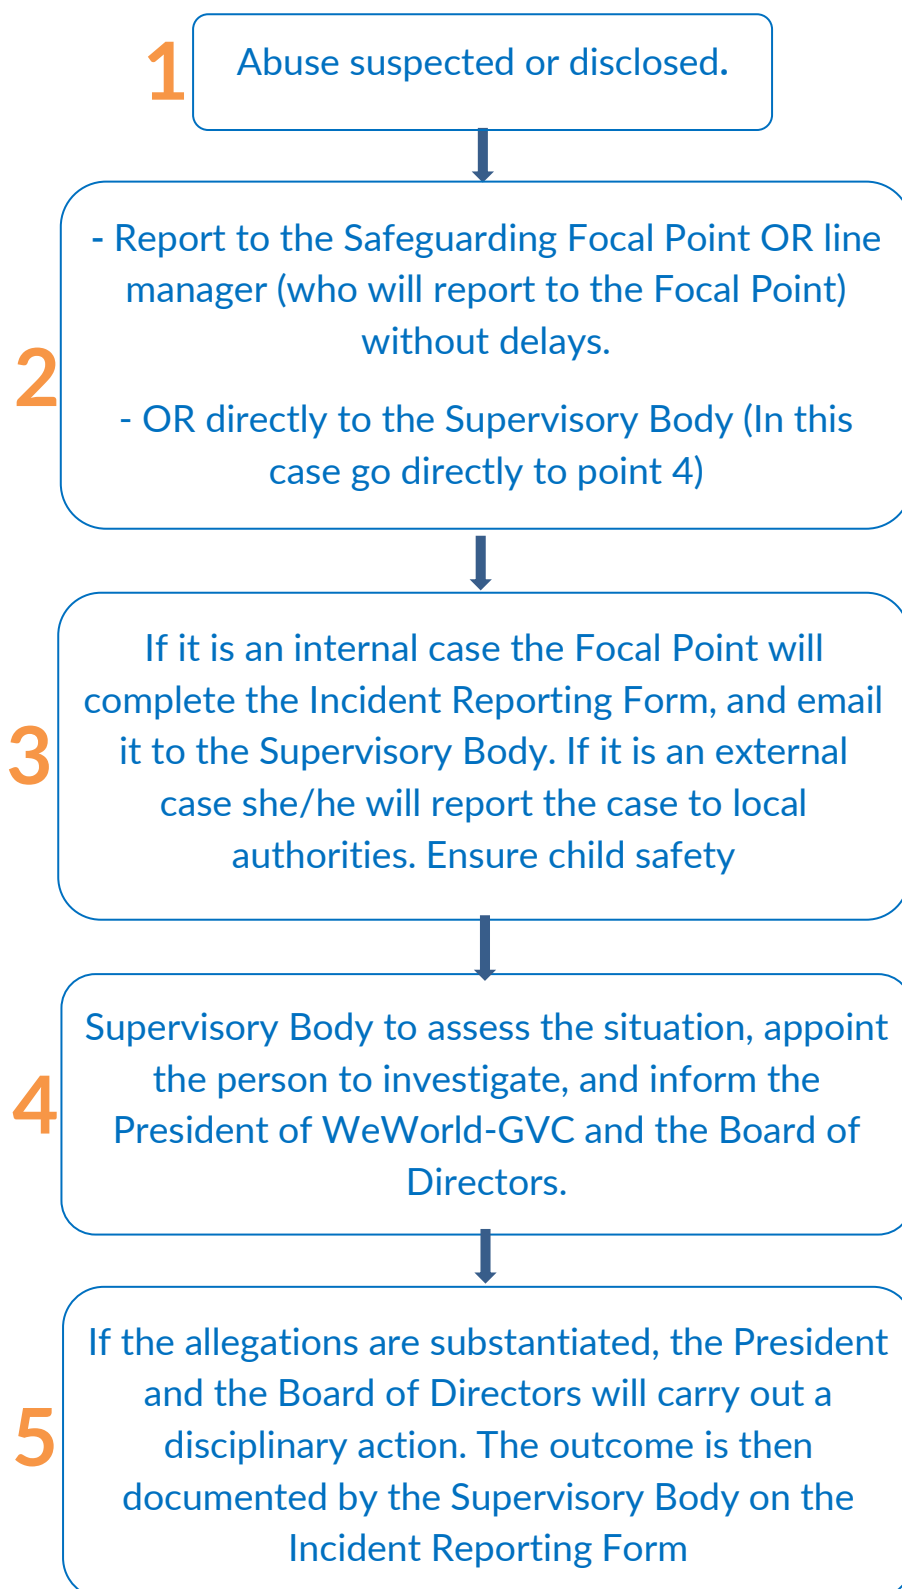 1
Abuse suspected or disclosed.
2
- Report to the Safeguarding Focal Point OR line
manager (who will report to the Focal Point)
without delays.
- OR directly to the Supervisory Body (In this
case go directly to point 4)
3
If it is an internal case the Focal Point will
complete the Incident Reporting Form, and email
it to the Supervisory Body. If it is an external
case she/he will report the case to local
authorities. Ensure child safety
4
Supervisory Body to assess the situation, appoint
the person to investigate, and inform the
President of WeWorld-GVC and the Board of
Directors.
5
If the allegations are substantiated, the President
and the Board of Directors will carry out a
disciplinary action. The outcome is then
documented by the Supervisory Body on the
Incident Reporting Form